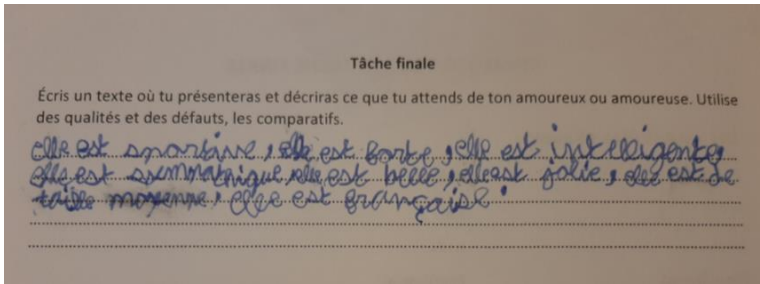 Tâche finale
Écris un texte où tu présenteras et décriras ce que tu attends de ton amoureux ou amoureuse. Utilise
des qualités et des défauts, les comparatifs.
elle est sportive, elle est forte, elle est intelligente,
elle est symphatique, elle est belle, elle est jolie, elle est de
taille moyenne, elle est française.